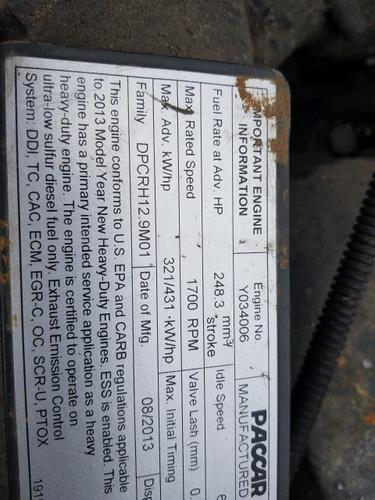 IMPORTANT ENGINE
INFORMATION
Engine No.
Y034006
PACCAR
MANUFACTURED
Fuel Rate at Adv. HP
248.3 mm³/
stroke
Idle Speed
6
Max. Rated Speed
1700 RPM
Valve Lash (mm)
0.
Max. Adv. kW/hp
321/431 kW/hp
Max. Initial Timing
Family
DPCRH12.9M01
Date of Mfg.
08/2013
Disp
This engine conforms to U.S. EPA and CARB regulations applicable
to 2013 Model Year New Heavy-Duty Engines. ESS is enabled. This
engine has a primary intended service application as a heavy
heavy-duty engine. The engine is certified to operate on
ultra-low sulfur diesel fuel only. Exhaust Emission Control
System: DDI, TC, CAC, ECM, EGR-C, OC, SCR-U, PTOX
191